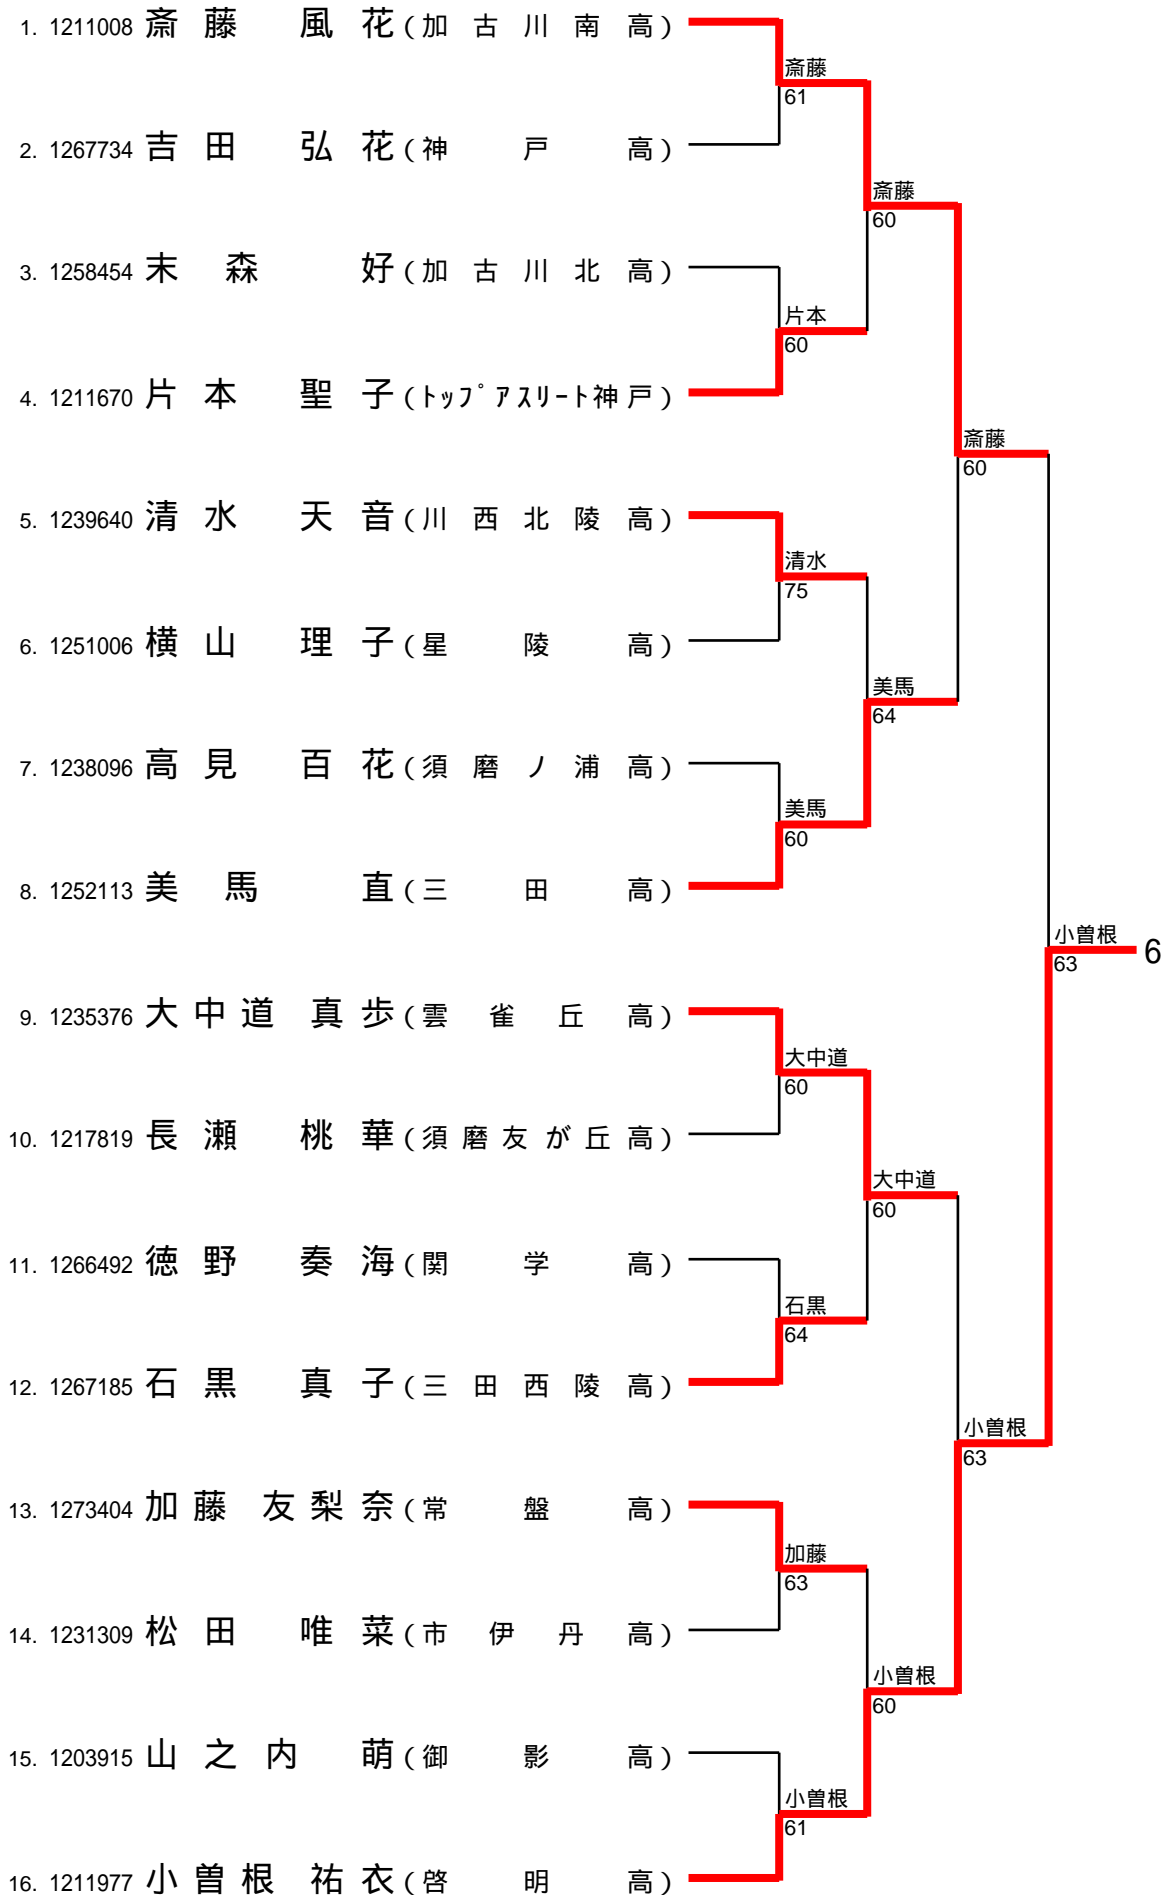 1. 1211008 斎藤 風花(加古川南高)
斎藤
61
2. 1267734 吉田 弘花(神戸高)
斎藤
60
3. 1258454 末森 好(加古川北高)
片本
60
4. 1211670 片本 聖子(トップアスリート神戸)
斎藤
60
5. 1239640 清水 天音(川西北陵高)
清水
75
6. 1251006 横山 理子(星陵高)
美馬
64
7. 1238096 高見 百花(須磨ノ浦高)
美馬
60
8. 1252113 美馬 直(三田高)
小曽根 6
63
9. 1235376 大中道 真歩(雲雀丘高)
大中道
60
10. 1217819 長瀬 桃華(須磨友が丘高)
大中道
60
11. 1266492 徳野 奏海(関学高)
石黒
64
12. 1267185 石黒 真子(三田西陵高)
小曽根
63
13. 1273404 加藤 友梨奈(常盤高)
加藤
63
14. 1231309 松田 唯菜(市伊丹高)
小曽根
60
15. 1203915 山之内 萌(御影高)
小曽根
61
16. 1211977 小曽根 祐衣(啓明高)